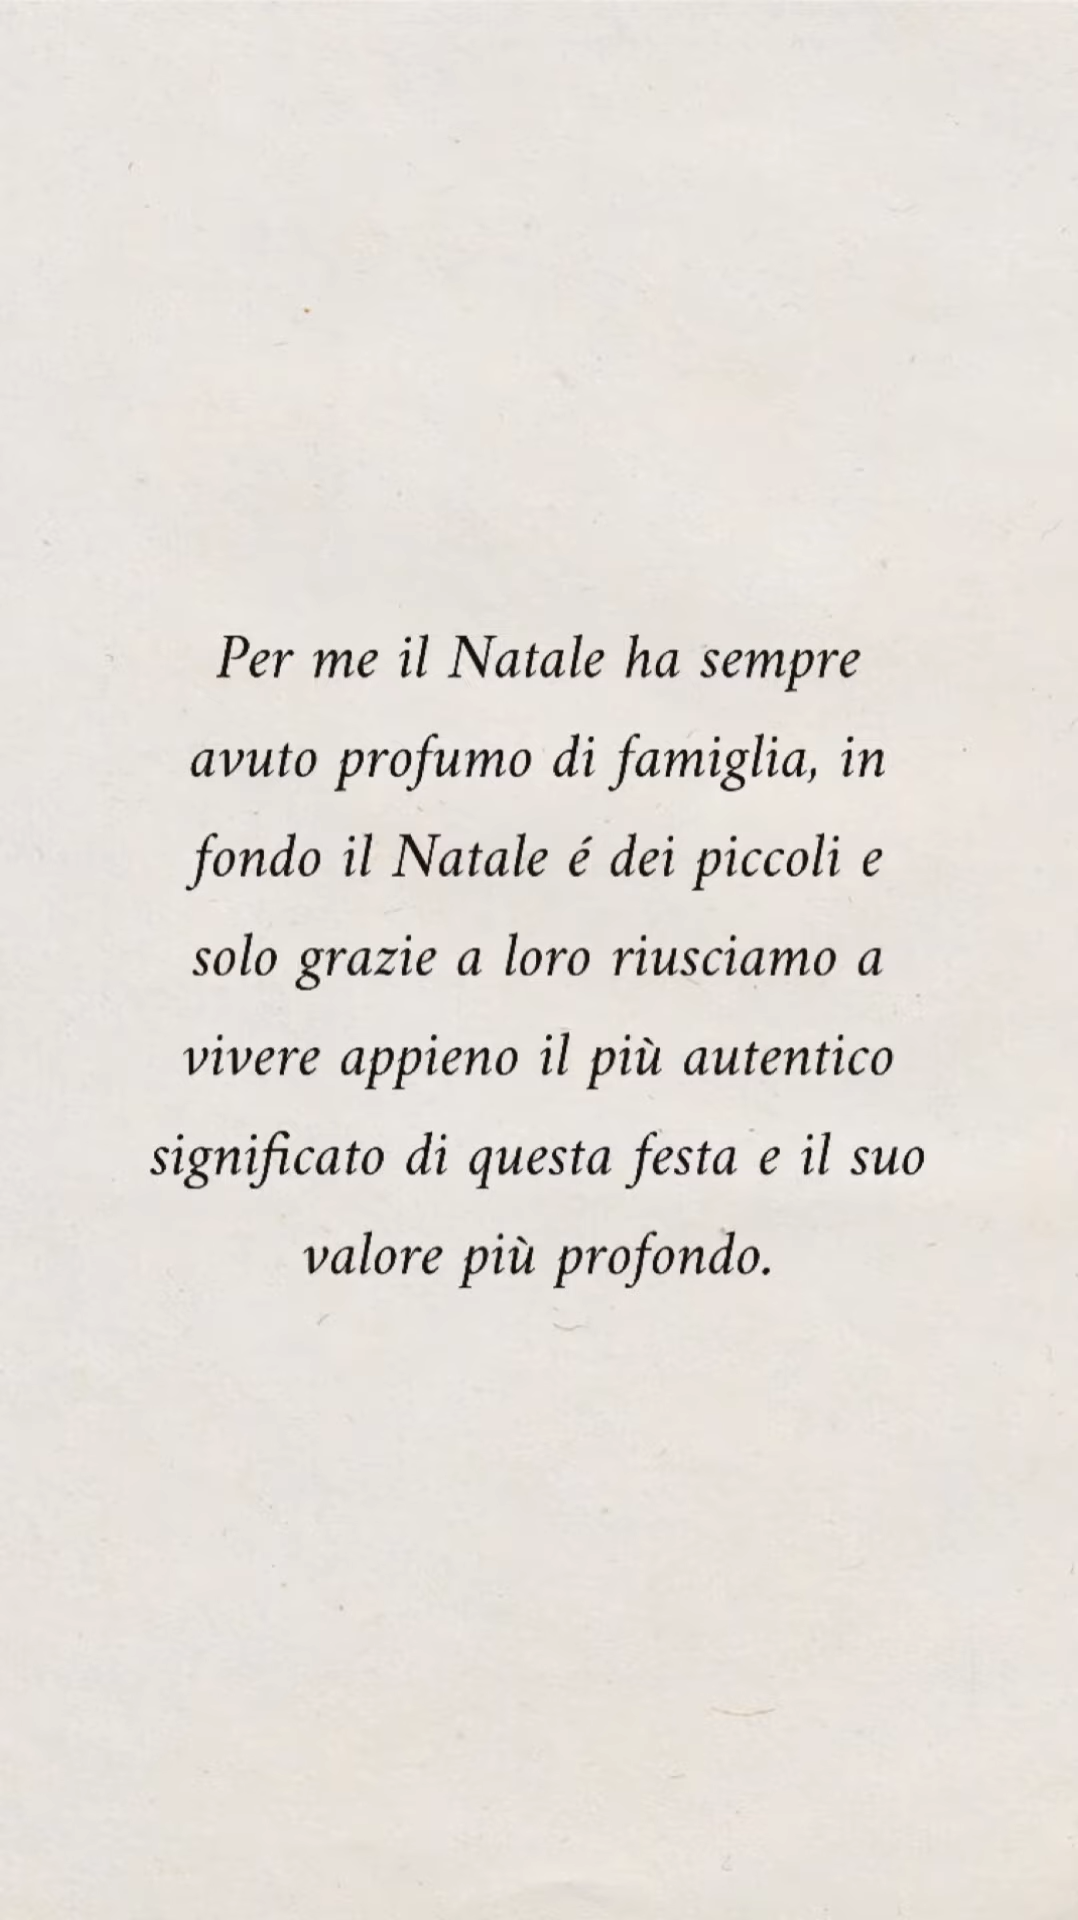 Per me il Natale ha sempre
avuto profumo di famiglia, in
fondo il Natale é dei piccoli e
solo grazie a loro riusciamo a
vivere appieno il più autentico
significato di questa festa e il suo
valore più profondo.